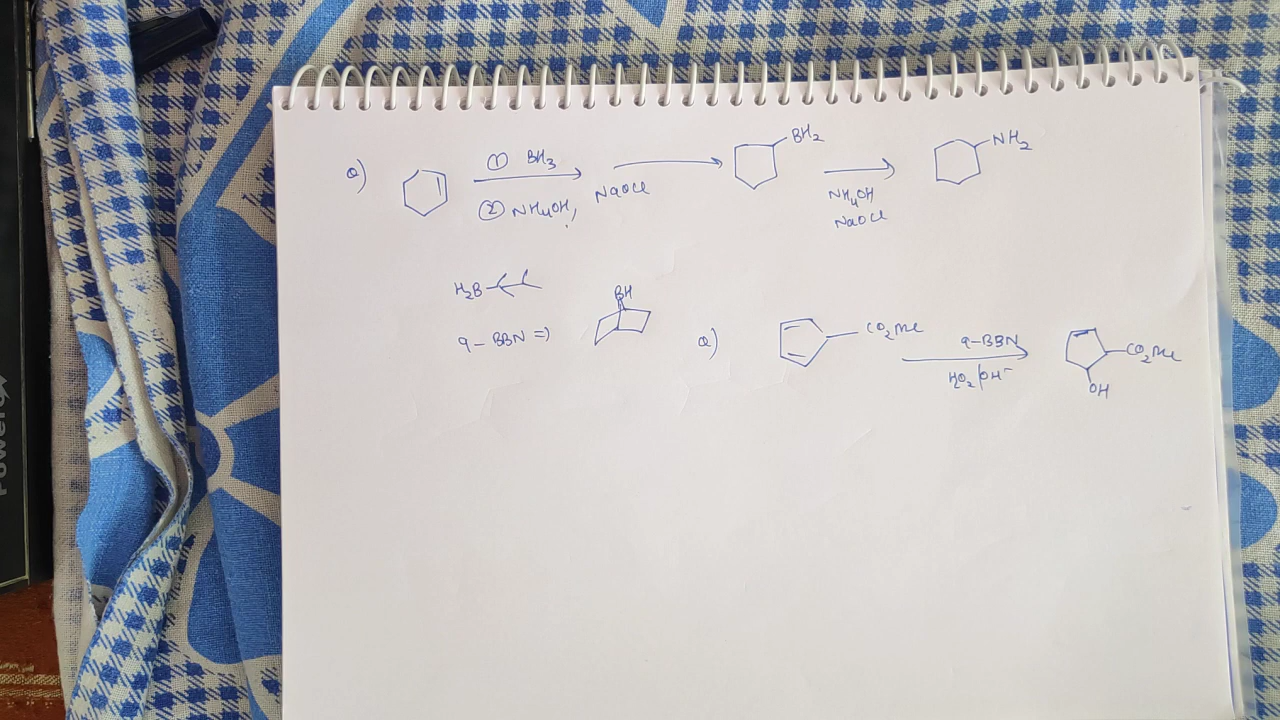 Q) ① BH3 BH2 NH2
② NH4OH, NaOCl NH4OH
NaOCl
H2B
BH
9-BBN ⇒ Q) CO2Me 9-BBN CO2Me
H2O2/OH⁻
OH
Power